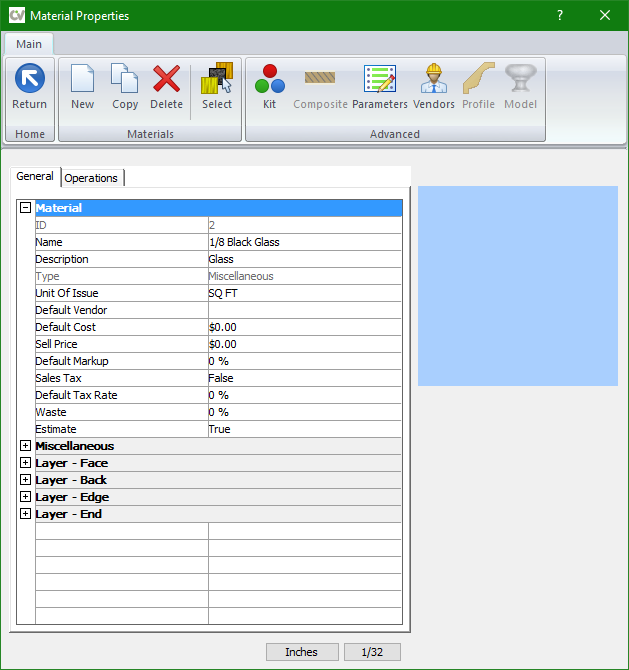 CV Material Properties ?
Main
Return New Copy Delete Select Kit Composite Parameters Vendors Profile Model
Home Materials Advanced
General Operations
Material
ID 2
Name 1/8 Black Glass
Description Glass
Type Miscellaneous
Unit Of Issue SQ FT
Default Vendor
Default Cost $0.00
Sell Price $0.00
Default Markup 0 %
Sales Tax False
Default Tax Rate 0 %
Waste 0 %
Estimate True
Miscellaneous
Layer - Face
Layer - Back
Layer - Edge
Layer - End
Inches 1/32